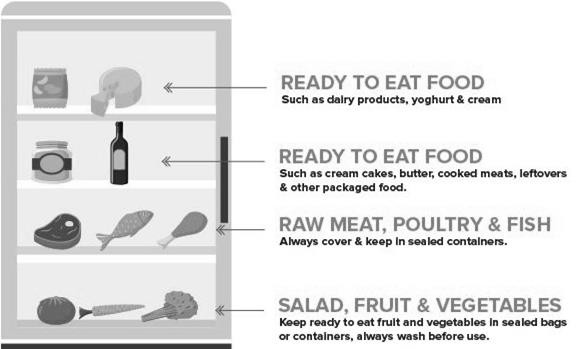 READY TO EAT FOOD
Such as dairy products, yoghurt & cream
READY TO EAT FOOD
Such as cream cakes, butter, cooked meats, leftovers
& other packaged food.
RAW MEAT, POULTRY & FISH
Always cover & keep in sealed containers.
SALAD, FRUIT & VEGETABLES
Keep ready to eat fruit and vegetables in sealed bags
or containers, always wash before use.